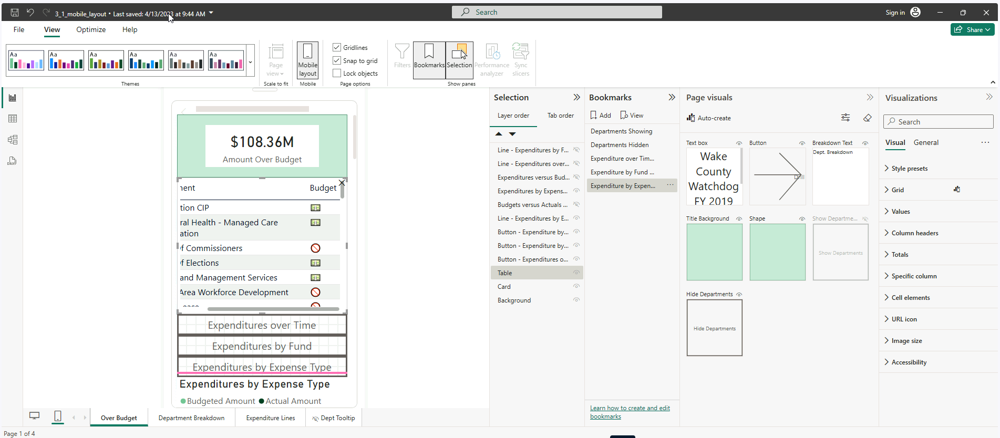 3_1_mobile_layout • Last saved: 4/13/2023 at 9:44 AM
Search
Sign in
File
View
Optimize
Help
Share
Aa
Aa
Aa
Aa
Aa
Aa
Themes
Page
view
Scale to fit
Mobile
layout
Mobile
Gridlines
Snap to grid
Lock objects
Page options
Filters
Bookmarks
Selection
Performance
analyzer
Sync
slicers
Show panes
DAX
$108.36M
Amount Over Budget
nent
Budget
tion CIP
ral Health - Managed Care
ation
f Commissioners
f Elections
and Management Services
Area Workforce Development
Expenditures over Time
Expenditures by Fund
Expenditures by Expense Type
Expenditures by Expense Type
Budgeted Amount
Actual Amount
Selection
Layer order
Tab order
Line - Expenditures by F...
Line - Expenditures over...
Expenditures versus Bud...
Expenditures by Expens...
Budgets versus Actuals ...
Line - Expenditures by E...
Button - Expenditure by...
Button - Expenditure by...
Button - Expenditures o...
Table
Card
Background
Bookmarks
Add
View
Departments Showing
Departments Hidden
Expenditure over Tim...
Expenditure by Fund ...
Expenditure by Expen...
Learn how to create and edit
bookmarks
Page visuals
Auto-create
Text box
Button
Breakdown Text
Wake
County
Watchdog
FY 2019
Drill
Dept. Breakdown
Title Background
Shape
Show Departme...
Show Departments
Hide Departments
Hide Departments
Visualizations
Search
Visual
General
Style presets
Grid
Values
Column headers
Totals
Specific column
Cell elements
URL icon
Image size
Accessibility
Over Budget
Department Breakdown
Expenditure Lines
Dept Tooltip
Page 1 of 4